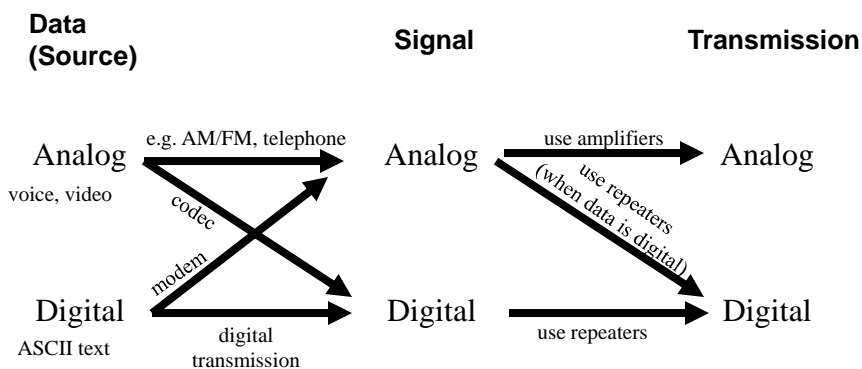 Data
(Source)
Signal
Transmission
e.g. AM/FM, telephone
use amplifiers
Analog
Analog
Analog
voice, video
codec
use repeaters
(when data is digital)
modem
Digital
Digital
Digital
ASCII text
digital
transmission
use repeaters